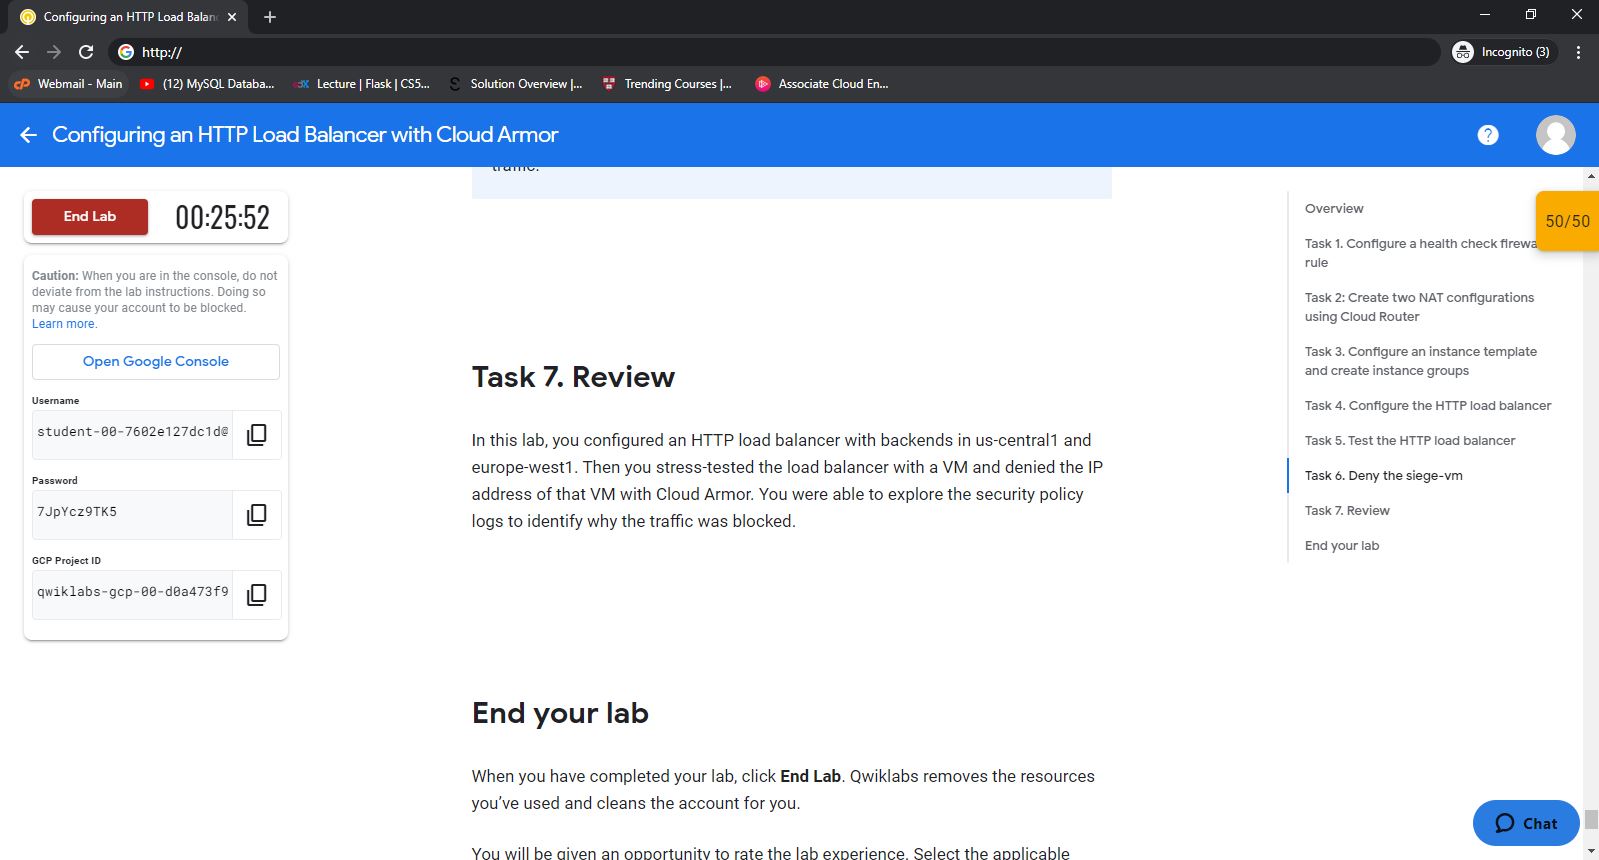 Configuring an HTTP Load Balanc
http://
Incognito (3)
cP Webmail - Main
(12) MySQL Databa...
Lecture | Flask | CS5...
Solution Overview |...
Trending Courses |...
Associate Cloud En...
Configuring an HTTP Load Balancer with Cloud Armor
?
End Lab
00:25:52
Caution: When you are in the console, do not
deviate from the lab instructions. Doing so
may cause your account to be blocked.
Learn more.
Open Google Console
Username
student-00-7602e127dc1d@
Password
7JpYcz9TK5
GCP Project ID
qwiklabs-gcp-00-d0a473f9
traffic.
Task 7. Review
In this lab, you configured an HTTP load balancer with backends in us-central1 and
europe-west1. Then you stress-tested the load balancer with a VM and denied the IP
address of that VM with Cloud Armor. You were able to explore the security policy
logs to identify why the traffic was blocked.
End your lab
When you have completed your lab, click End Lab. Qwiklabs removes the resources
you’ve used and cleans the account for you.
You will be given an opportunity to rate the lab experience. Select the applicable
Overview
Task 1. Configure a health check firewa
rule
Task 2: Create two NAT configurations
using Cloud Router
Task 3. Configure an instance template
and create instance groups
Task 4. Configure the HTTP load balancer
Task 5. Test the HTTP load balancer
Task 6. Deny the siege-vm
Task 7. Review
End your lab
50/50
Chat